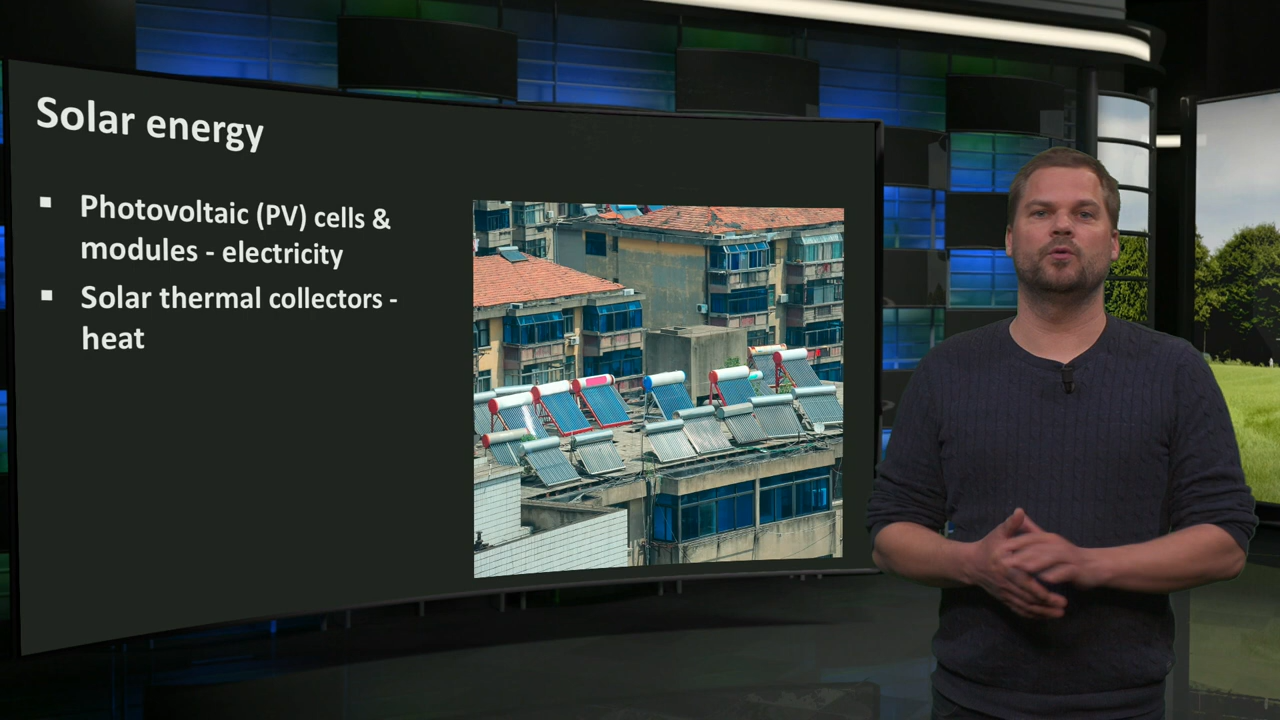 Solar energy
▪ Photovoltaic (PV) cells &
modules - electricity
▪ Solar thermal collectors -
heat